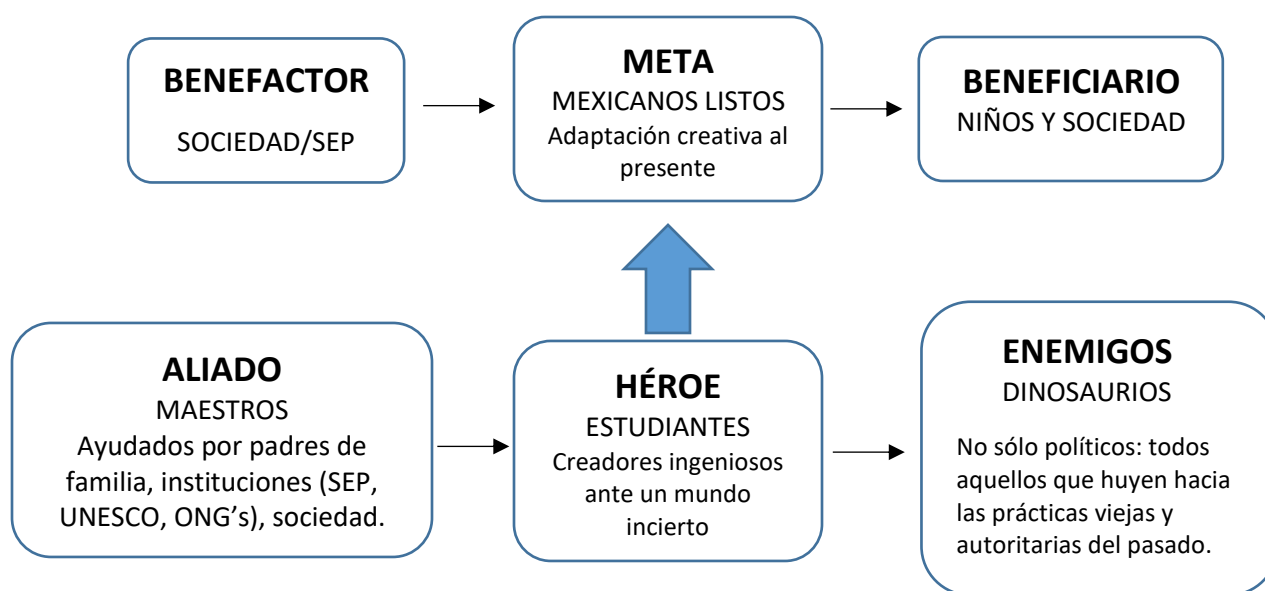 BENEFACTOR
SOCIEDAD/SEP
META
MEXICANOS LISTOS
Adaptación creativa al
presente
BENEFICIARIO
NIÑOS Y SOCIEDAD
ALIADO
MAESTROS
Ayudados por padres de
familia, instituciones (SEP,
UNESCO, ONG's), sociedad.
HÉROE
ESTUDIANTES
Creadores ingeniosos
ante un mundo
incierto
ENEMIGOS
DINOSAURIOS
No sólo políticos: todos
aquellos que huyen hacia
las prácticas viejas y
autoritarias del pasado.